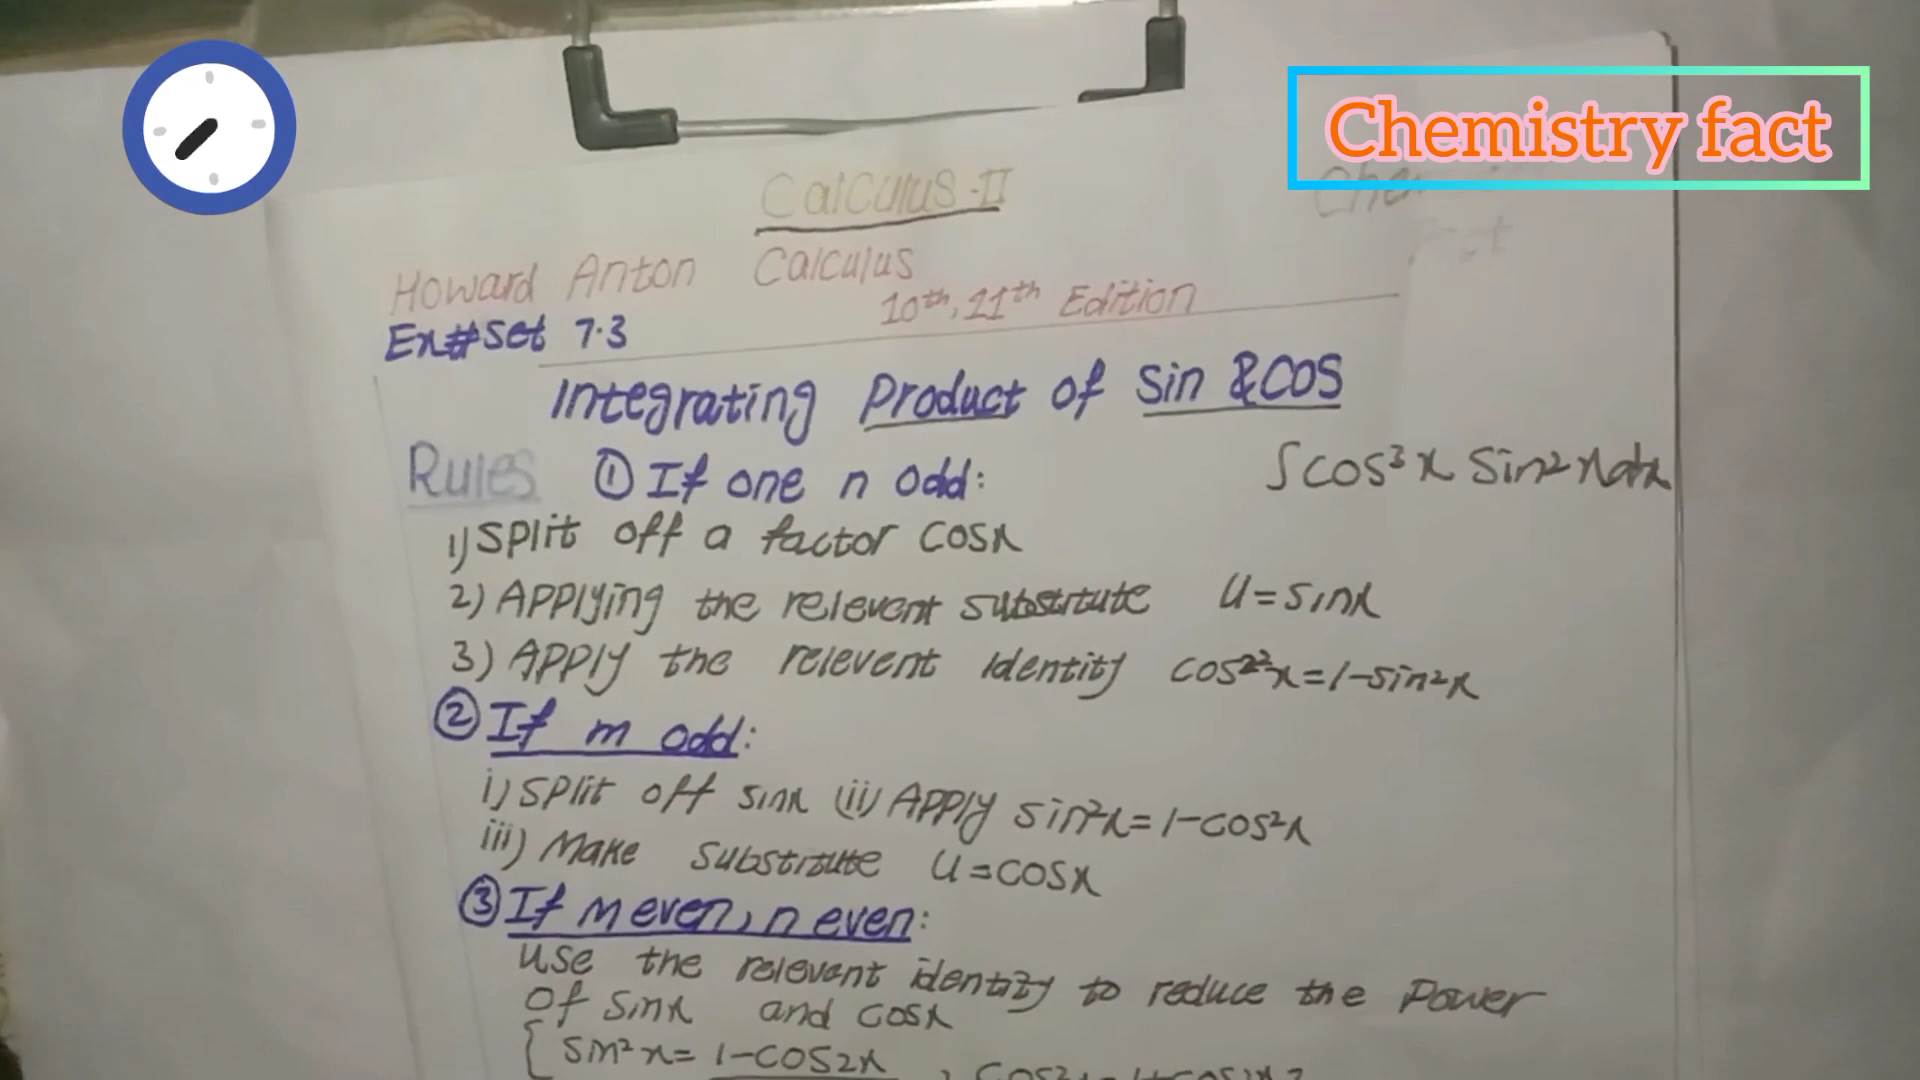 Chemistry fact
Calculus-II
Howard Anton Calculus
10th, 11th Edition
Ex#Set 7.3
Integrating Product of Sin & COS
Rules ① If one n odd: ∫cos³x Sin²x dx
1) Split off a factor cosx
2) Applying the relevent substitute U=sinx
3) Apply the relevent identity cos²x=1-sin²x
② If m odd:
i) Split off sinx (ii) Apply sin²x=1-cos²x
iii) Make substitute U=cosx
③ If m even, n even:
Use the relevent identity to reduce the Power
of sinx and cosx
{ sin²x= 1-cos2x